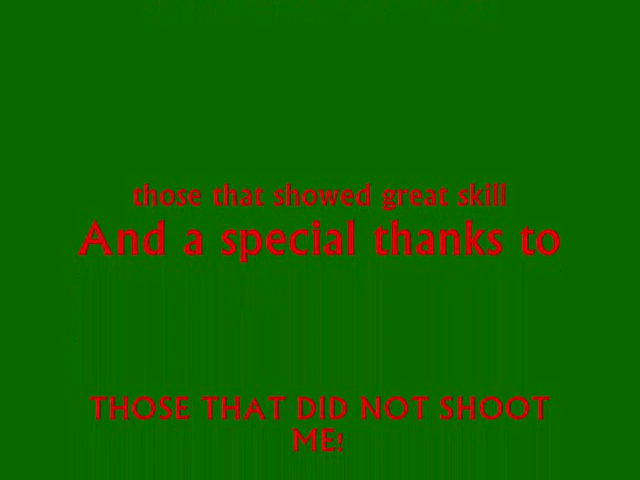 those that showed great skill
And a special thanks to
THOSE THAT DID NOT SHOOT
ME!